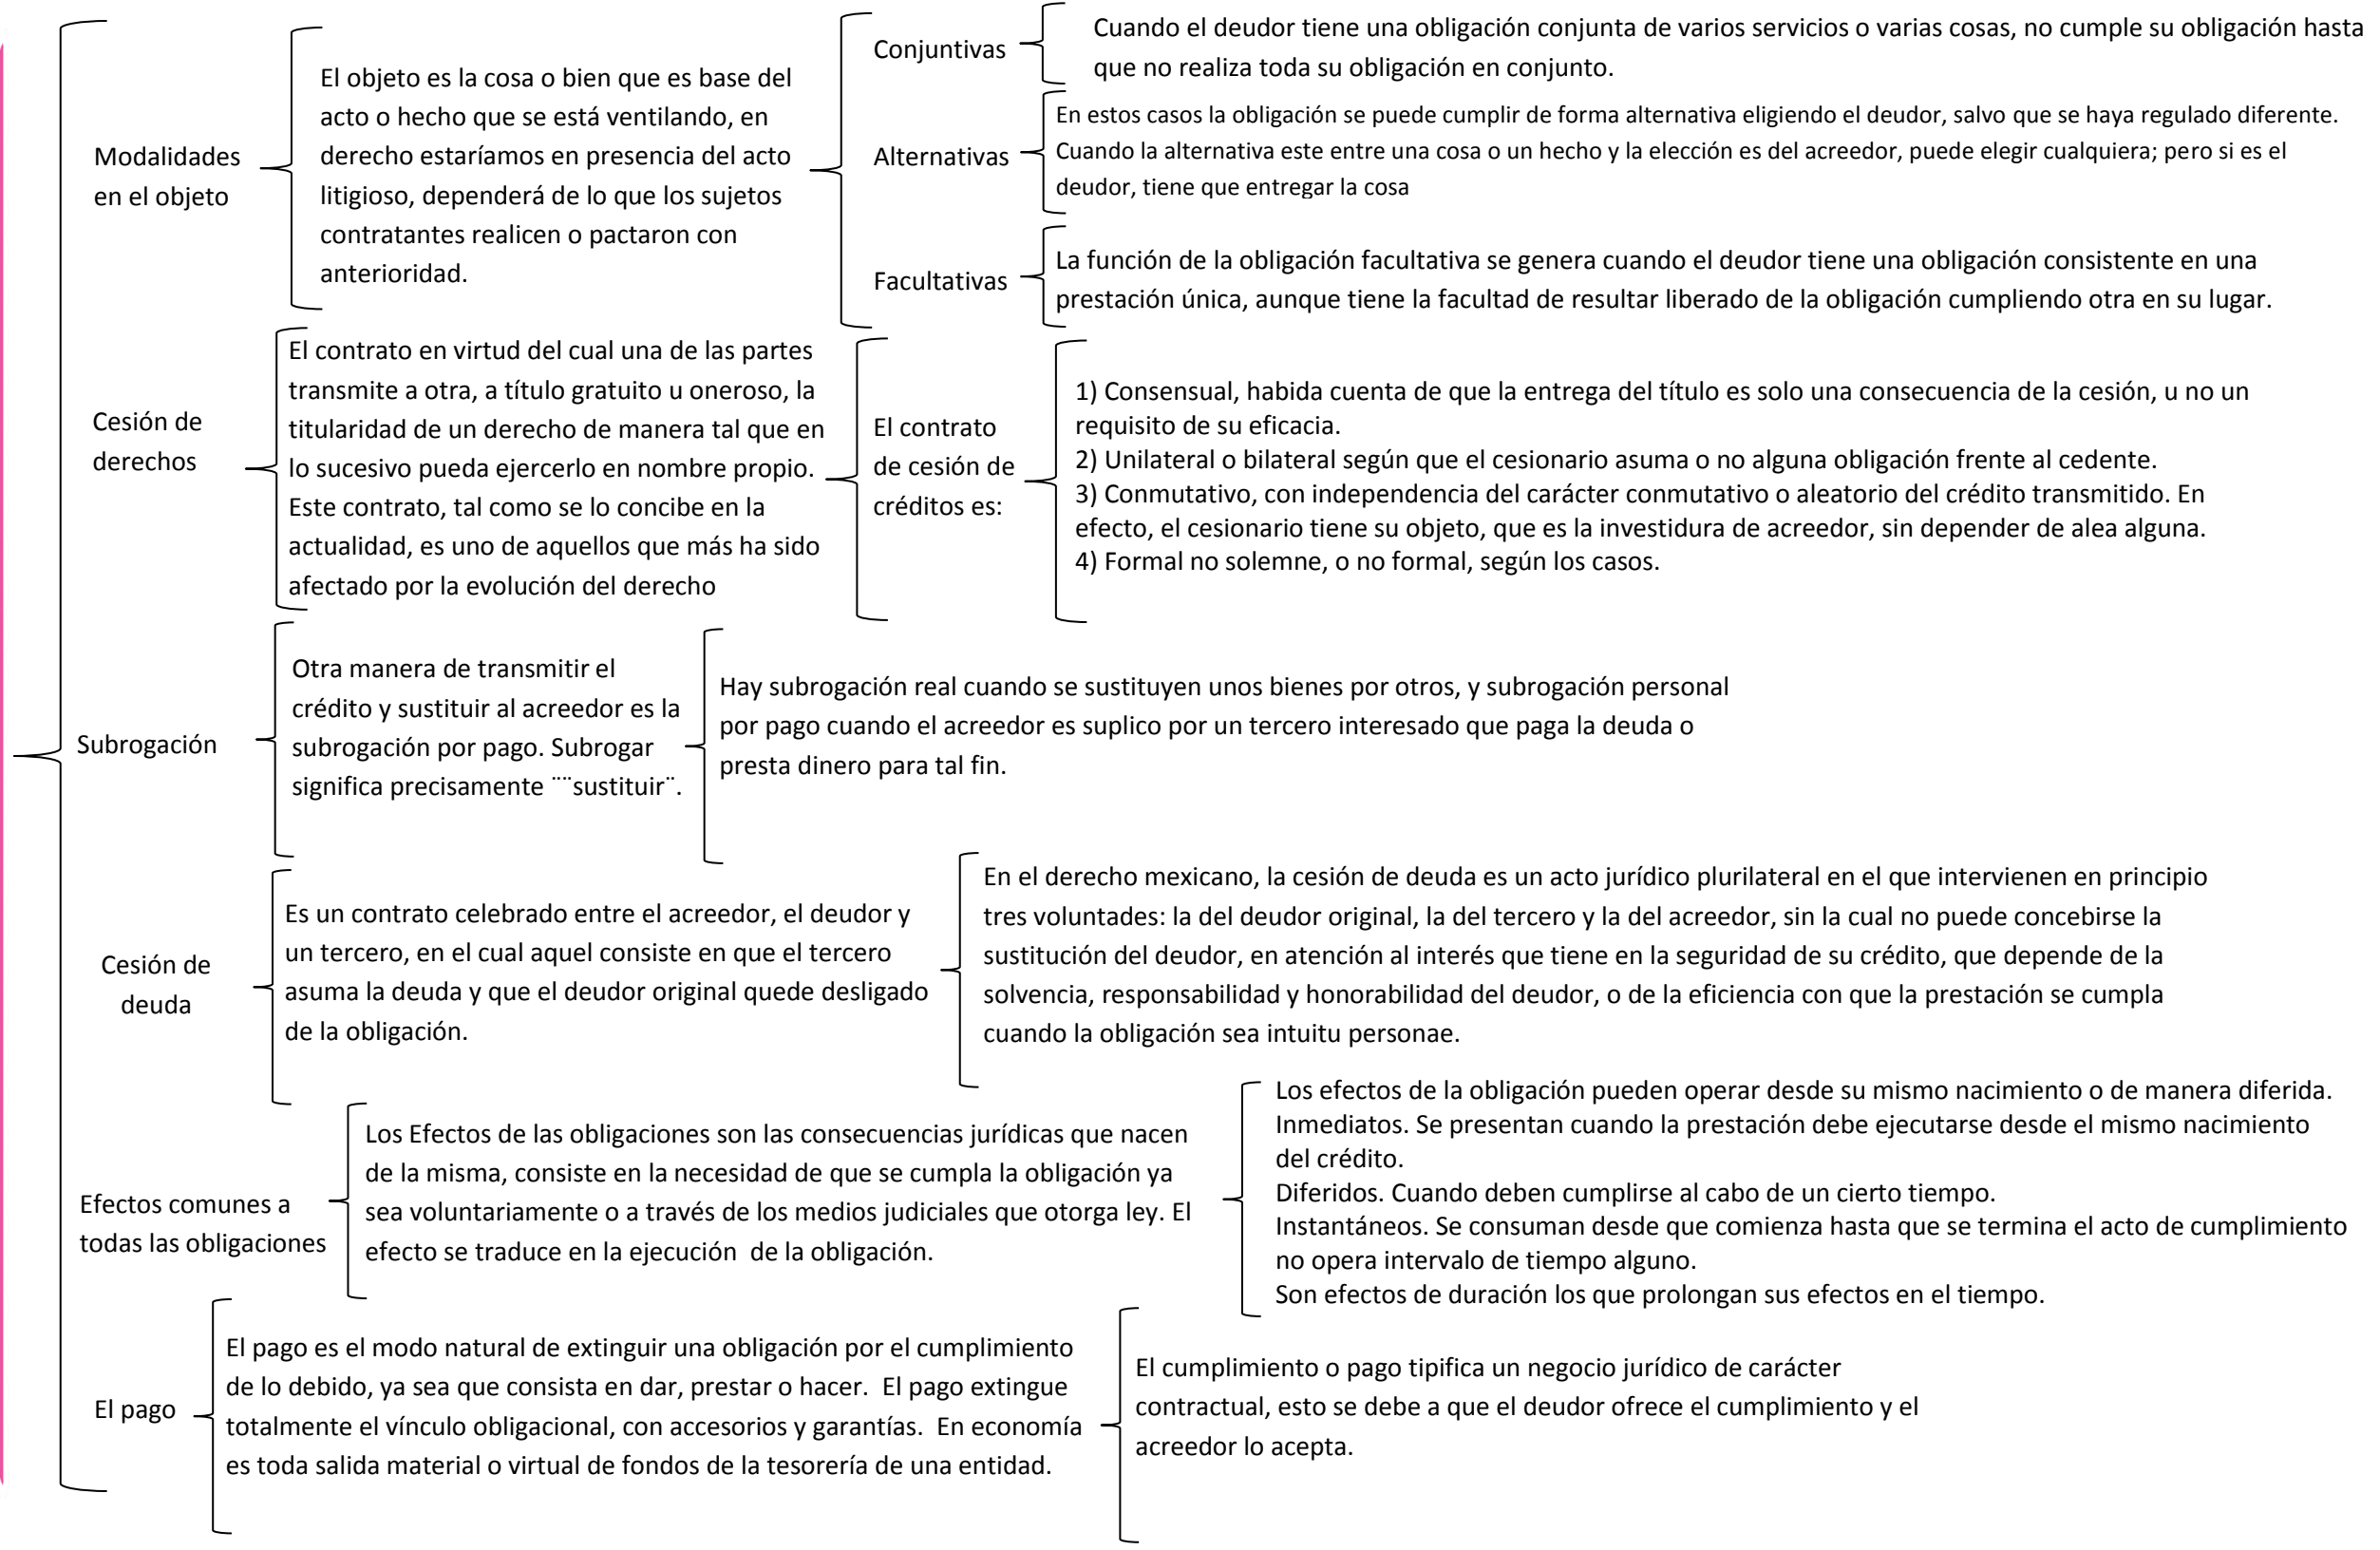 Modalidades
en el objeto
El objeto es la cosa o bien que es base del
acto o hecho que se está ventilando, en
derecho estaríamos en presencia del acto
litigioso, dependerá de lo que los sujetos
contratantes realicen o pactaron con
anterioridad.
Conjuntivas
Cuando el deudor tiene una obligación conjunta de varios servicios o varias cosas, no cumple su obligación hasta
que no realiza toda su obligación en conjunto.
Alternativas
En estos casos la obligación se puede cumplir de forma alternativa eligiendo el deudor, salvo que se haya regulado diferente.
Cuando la alternativa este entre una cosa o un hecho y la elección es del acreedor, puede elegir cualquiera; pero si es el
deudor, tiene que entregar la cosa
Facultativas
La función de la obligación facultativa se genera cuando el deudor tiene una obligación consistente en una
prestación única, aunque tiene la facultad de resultar liberado de la obligación cumpliendo otra en su lugar.
Cesión de
derechos
El contrato en virtud del cual una de las partes
transmite a otra, a título gratuito u oneroso, la
titularidad de un derecho de manera tal que en
lo sucesivo pueda ejercerlo en nombre propio.
Este contrato, tal como se lo concibe en la
actualidad, es uno de aquellos que más ha sido
afectado por la evolución del derecho
El contrato
de cesión de
créditos es:
1) Consensual, habida cuenta de que la entrega del título es solo una consecuencia de la cesión, u no un
requisito de su eficacia.
2) Unilateral o bilateral según que el cesionario asuma o no alguna obligación frente al cedente.
3) Conmutativo, con independencia del carácter conmutativo o aleatorio del crédito transmitido. En
efecto, el cesionario tiene su objeto, que es la investidura de acreedor, sin depender de alea alguna.
4) Formal no solemne, o no formal, según los casos.
Subrogación
Otra manera de transmitir el
crédito y sustituir al acreedor es la
subrogación por pago. Subrogar
significa precisamente ¨¨sustituir¨.
Hay subrogación real cuando se sustituyen unos bienes por otros, y subrogación personal
por pago cuando el acreedor es suplico por un tercero interesado que paga la deuda o
presta dinero para tal fin.
Cesión de
deuda
Es un contrato celebrado entre el acreedor, el deudor y
un tercero, en el cual aquel consiste en que el tercero
asuma la deuda y que el deudor original quede desligado
de la obligación.
En el derecho mexicano, la cesión de deuda es un acto jurídico plurilateral en el que intervienen en principio
tres voluntades: la del deudor original, la del tercero y la del acreedor, sin la cual no puede concebirse la
sustitución del deudor, en atención al interés que tiene en la seguridad de su crédito, que depende de la
solvencia, responsabilidad y honorabilidad del deudor, o de la eficiencia con que la prestación se cumpla
cuando la obligación sea intuitu personae.
Efectos comunes a
todas las obligaciones
Los Efectos de las obligaciones son las consecuencias jurídicas que nacen
de la misma, consiste en la necesidad de que se cumpla la obligación ya
sea voluntariamente o a través de los medios judiciales que otorga ley. El
efecto se traduce en la ejecución  de la obligación.
Los efectos de la obligación pueden operar desde su mismo nacimiento o de manera diferida.
Inmediatos. Se presentan cuando la prestación debe ejecutarse desde el mismo nacimiento
del crédito.
Diferidos. Cuando deben cumplirse al cabo de un cierto tiempo.
Instantáneos. Se consuman desde que comienza hasta que se termina el acto de cumplimiento
no opera intervalo de tiempo alguno.
Son efectos de duración los que prolongan sus efectos en el tiempo.
El pago
El pago es el modo natural de extinguir una obligación por el cumplimiento
de lo debido, ya sea que consista en dar, prestar o hacer.  El pago extingue
totalmente el vínculo obligacional, con accesorios y garantías.  En economía
es toda salida material o virtual de fondos de la tesorería de una entidad.
El cumplimiento o pago tipifica un negocio jurídico de carácter
contractual, esto se debe a que el deudor ofrece el cumplimiento y el
acreedor lo acepta.